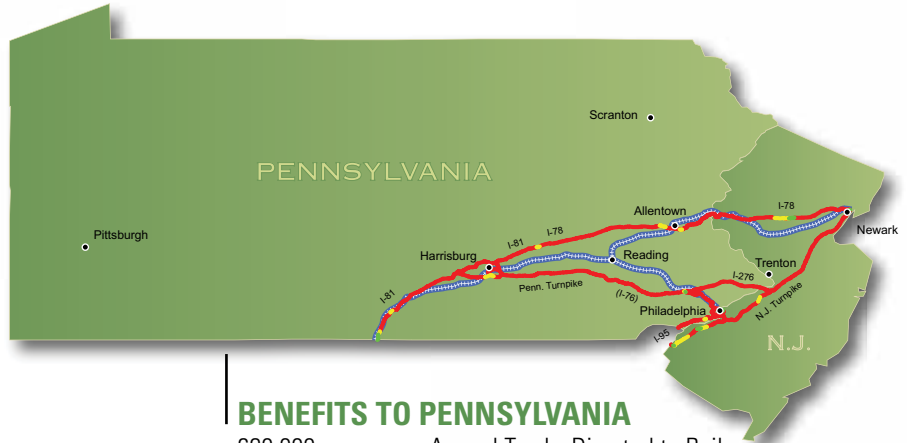 Scranton
PENNSYLVANIA
I-78
Allentown
Newark
Pittsburgh
I-81
I-78
Harrisburg
Reading
Trenton
I-276
Penn. Turnpike
(I-76)
I-81
Philadelphia
N.J. Turnpike
I-95
N.J.
BENEFITS TO PENNSYLVANIA